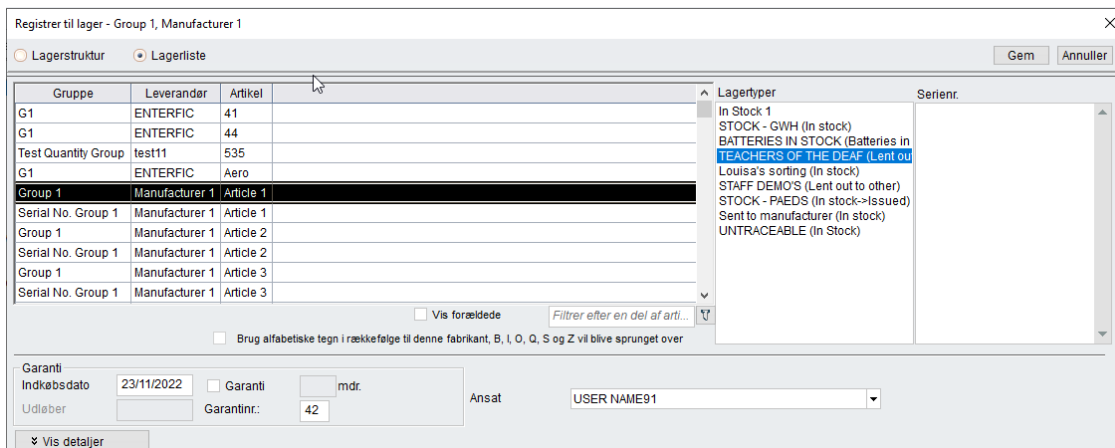 Registrer til lager - Group 1, Manufacturer 1
Lagerstruktur Lagerliste Gem Annuller
Gruppe Leverandør Artikel
G1 ENTERFIC 41
G1 ENTERFIC 44
Test Quantity Group test11 535
G1 ENTERFIC Aero
Group 1 Manufacturer 1 Article 1
Serial No. Group 1 Manufacturer 1 Article 1
Group 1 Manufacturer 1 Article 2
Serial No. Group 1 Manufacturer 1 Article 2
Group 1 Manufacturer 1 Article 3
Serial No. Group 1 Manufacturer 1 Article 3
Lagertyper
In Stock 1
STOCK - GWH (In stock)
BATTERIES IN STOCK (Batteries in
TEACHERS OF THE DEAF (Lent out
Louisa's sorting (In stock)
STAFF DEMO'S (Lent out to other)
STOCK - PAEDS (In stock->Issued)
Sent to manufacturer (In stock)
UNTRACEABLE (In Stock)
Serienr.
Vis forældede Filtrer efter en del af arti...
Brug alfabetiske tegn i rækkefølge til denne fabrikant, B, I, O, Q, S og Z vil blive sprunget over
Garanti
Indkøbsdato 23/11/2022 Garanti mdr.
Udløber Garantinr.: 42
Ansat USER NAME91
Vis detaljer